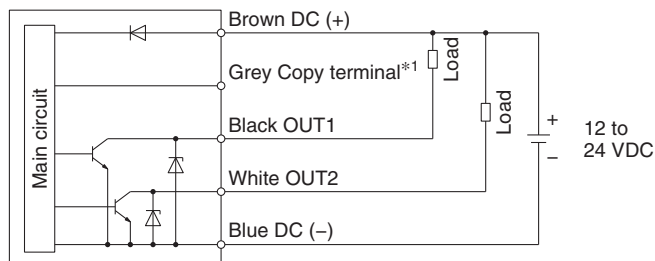 Brown DC (+)
Grey Copy terminal*1
Black OUT1
White OUT2
Blue DC (−)
Main circuit
Load
Load
+
−
12 to
24 VDC